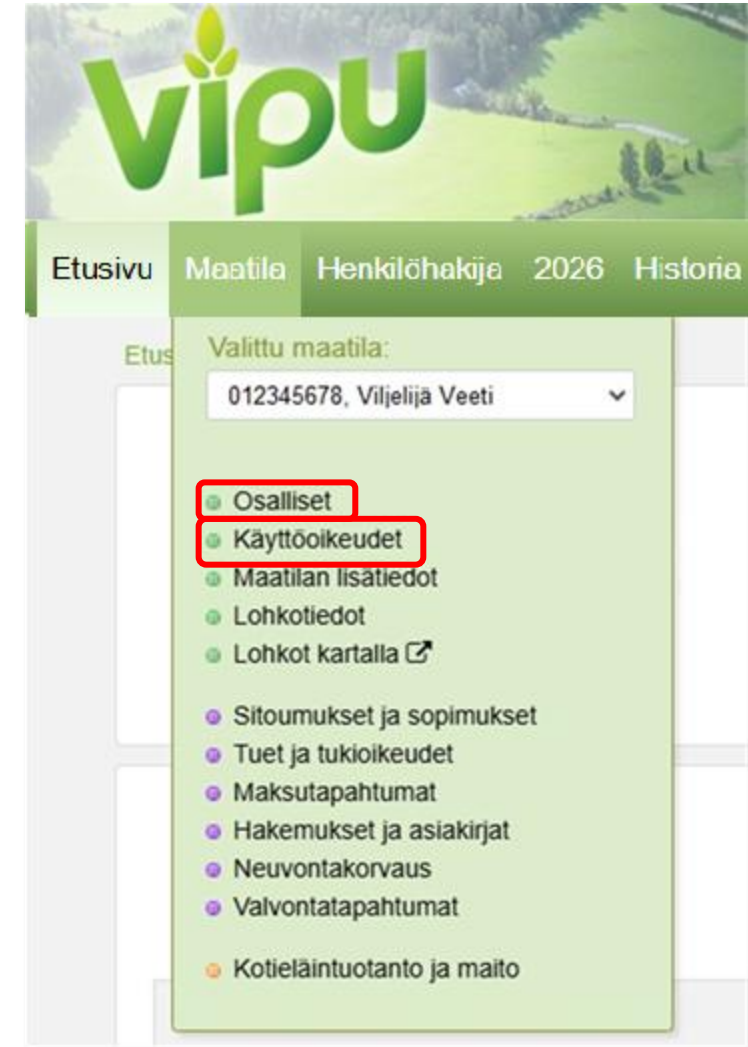 Vipu
Etusivu Maatila Henkilöhakija 2026 Historia
Etus
Valittu maatila:
012345678, Viljelijä Veeti
Osalliset
Käyttöoikeudet
Maatilan lisätiedot
Lohkotiedot
Lohkot kartalla
Sitoumukset ja sopimukset
Tuet ja tukioikeudet
Maksutapahtumat
Hakemukset ja asiakirjat
Neuvontakorvaus
Valvontatapahtumat
Kotieläintuotanto ja maito